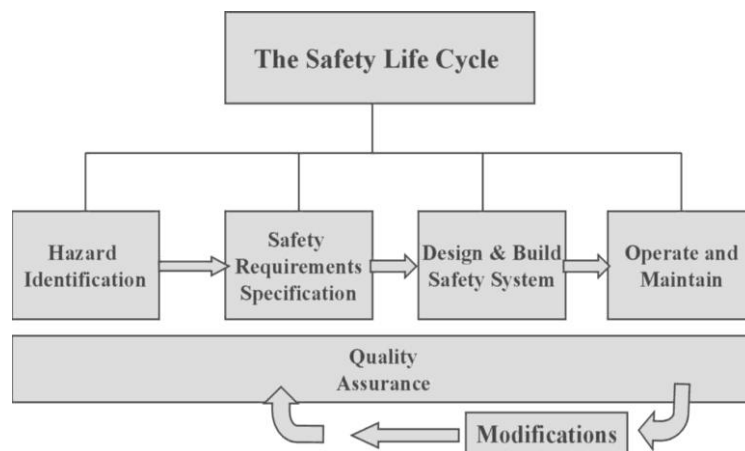 The Safety Life Cycle
Hazard
Identification
Safety
Requirements
Specification
Design & Build
Safety System
Operate and
Maintain
Quality
Assurance
Modifications